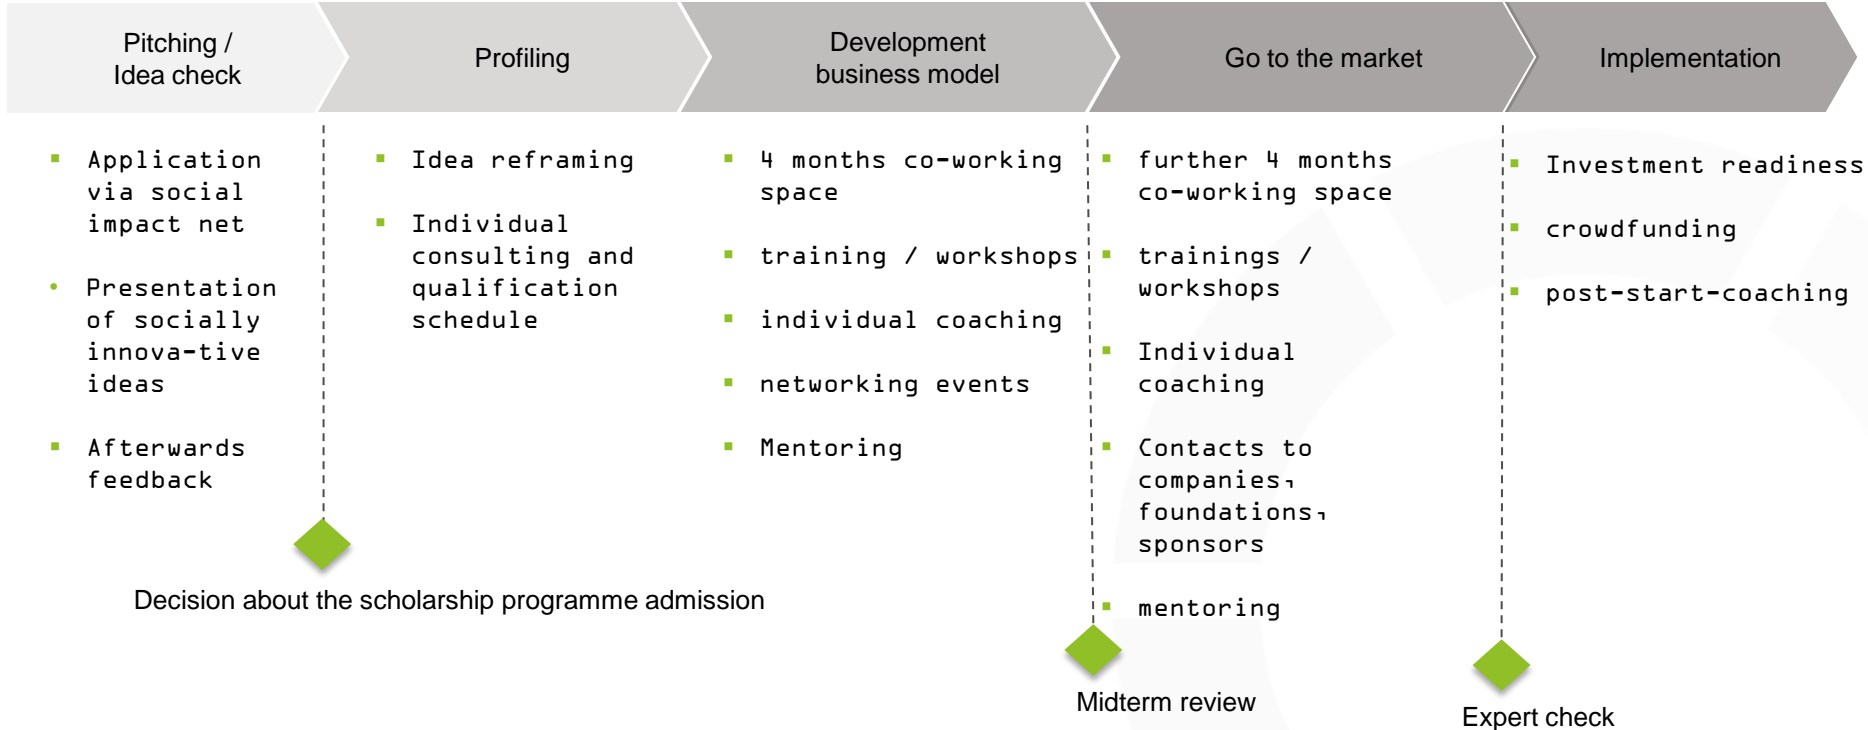 Pitching /
Idea check
Profiling
Development
business model
Go to the market
Implementation
Application
via social
impact net
Presentation
of socially
innova-tive
ideas
Afterwards
feedback
Idea reframing
Individual
consulting and
qualification
schedule
4 months co-working
space
training / workshops
individual coaching
networking events
Mentoring
further 4 months
co-working space
trainings /
workshops
Individual
coaching
Contacts to
companies,
foundations,
sponsors
mentoring
Investment readiness
crowdfunding
post-start-coaching
Decision about the scholarship programme admission
Midterm review
Expert check